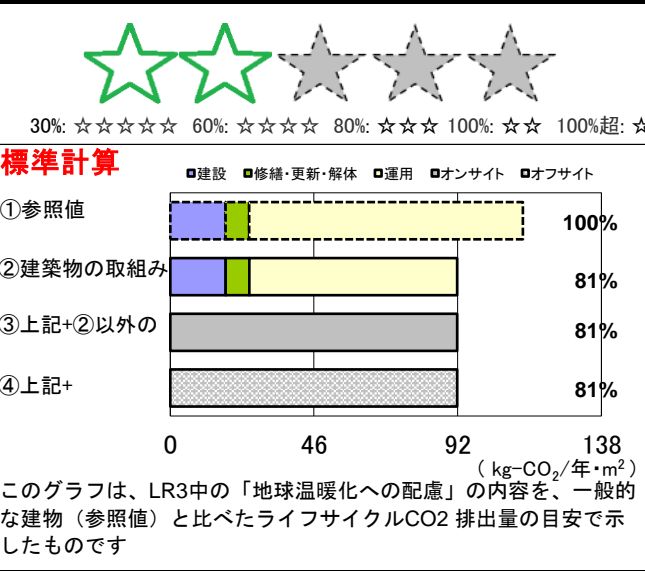 30%: ☆☆☆☆☆ 60%: ☆☆☆☆ 80%: ☆☆☆ 100%: ☆☆ 100%超: ☆
標準計算
建設 修繕・更新・解体 運用 オンサイト オフサイト
①参照値 100%
②建築物の取組み 81%
③上記+②以外の 81%
④上記+ 81%
0 46 92 138
( kg-CO₂/年・m² )
このグラフは、LR3中の「地球温暖化への配慮」の内容を、一般的
な建物（参照値）と比べたライフサイクルCO2 排出量の目安で示
したものです